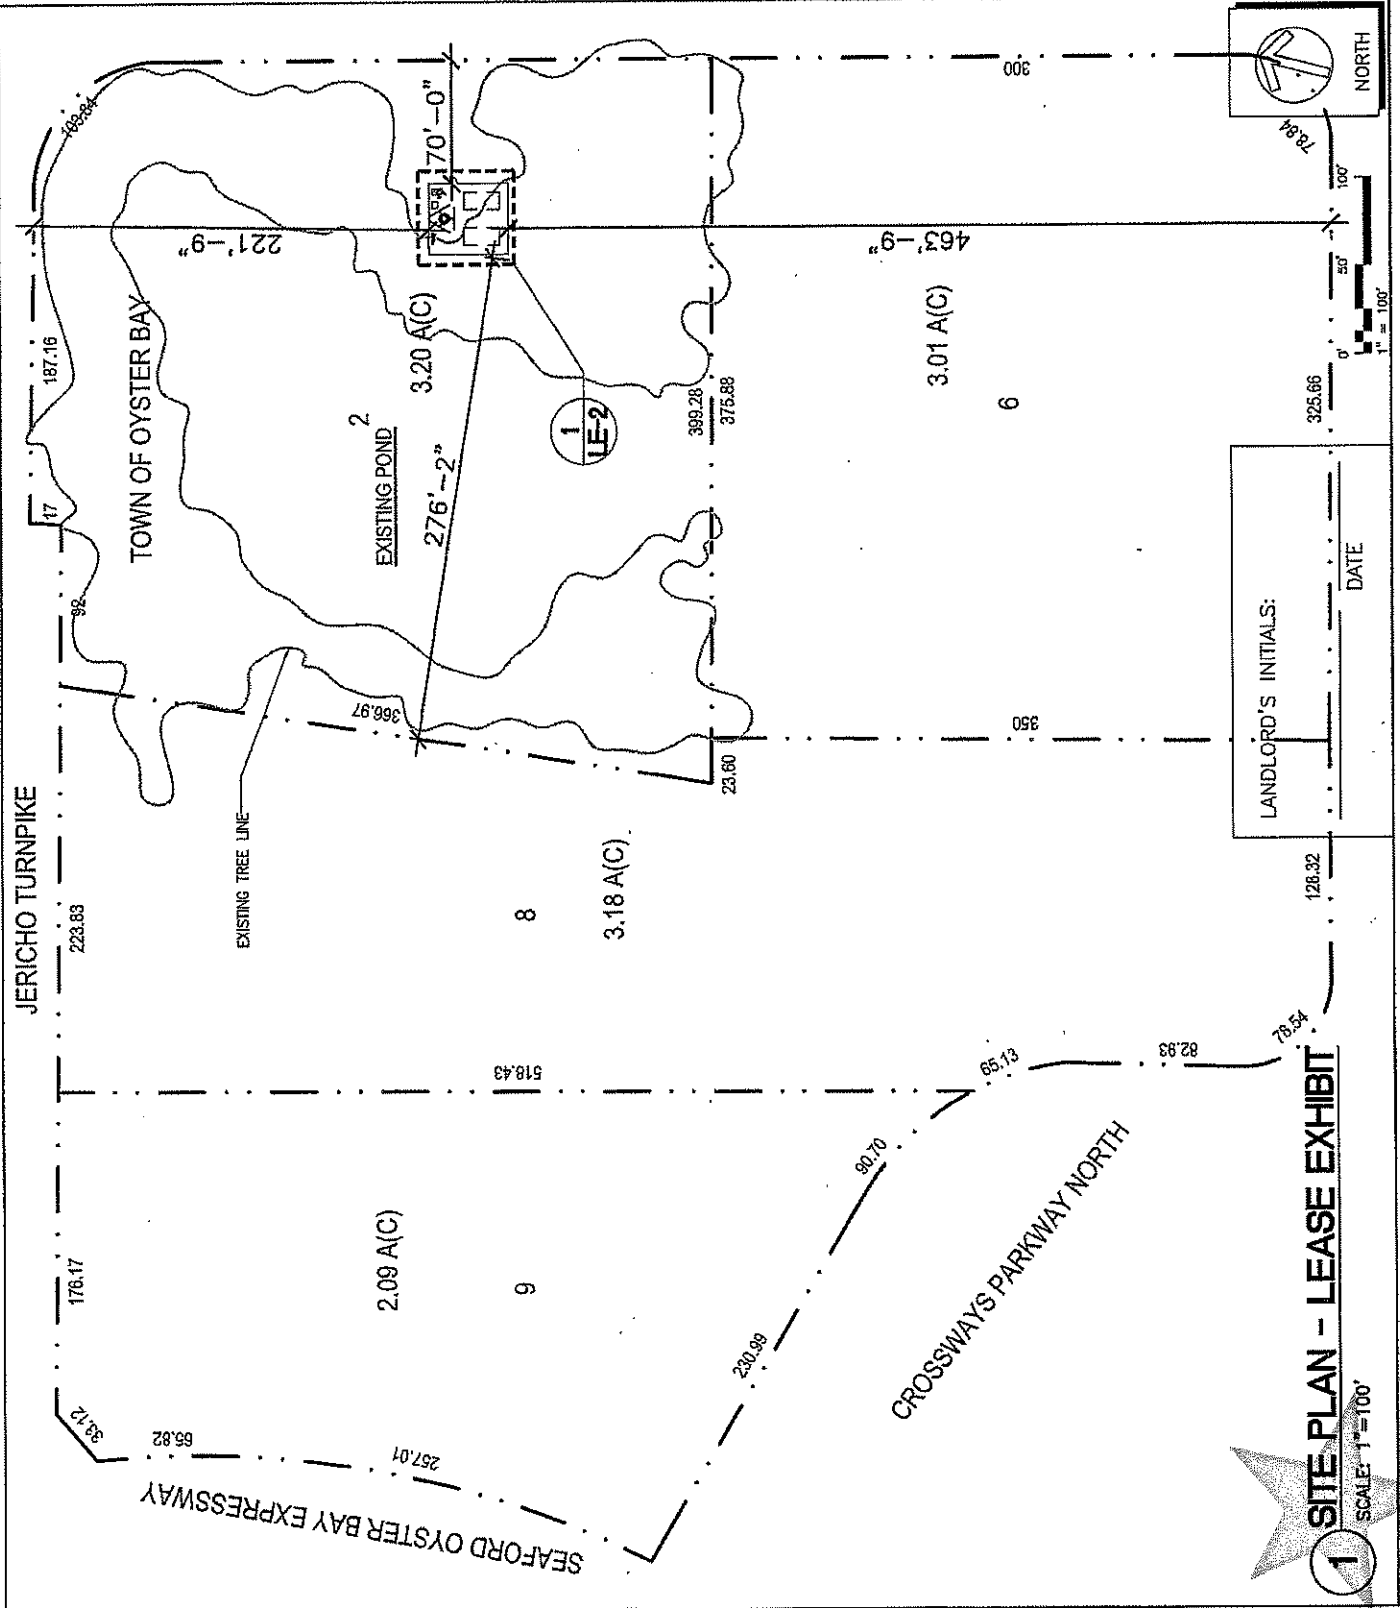 JERICHO TURNPIKE
223.83
176.17
33.12
65.82
257.01
SEAFORD OYSTER BAY EXPRESSWAY
230.99
90.70
65.13
82.93
78.54
CROSSWAYS PARKWAY NORTH
2.09 A(C)
9
518.43
8
3.18 A(C)
EXISTING TREE LINE
366.97
23.60
350
128.32
92
17
187.16
103.84
TOWN OF OYSTER BAY
2
EXISTING POND
3.20 A(C)
221'-9"
70'-0"
276'-2"
463'-9"
1
LE-2
399.28
375.88
3.01 A(C)
6
300
78.84
325.66
NORTH
0'
50'
100'
1" = 100'
LANDLORD'S INITIALS:
DATE
1
SITE PLAN - LEASE EXHIBIT
SCALE: 1"=100'